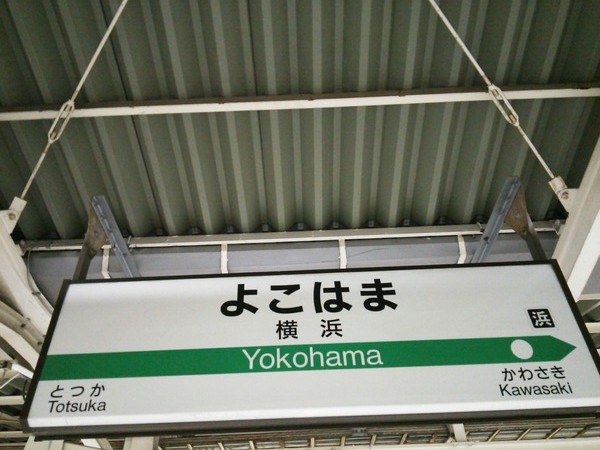 よこはま
横浜
浜
Yokohama
とつか
Totsuka
かわさき
Kawasaki